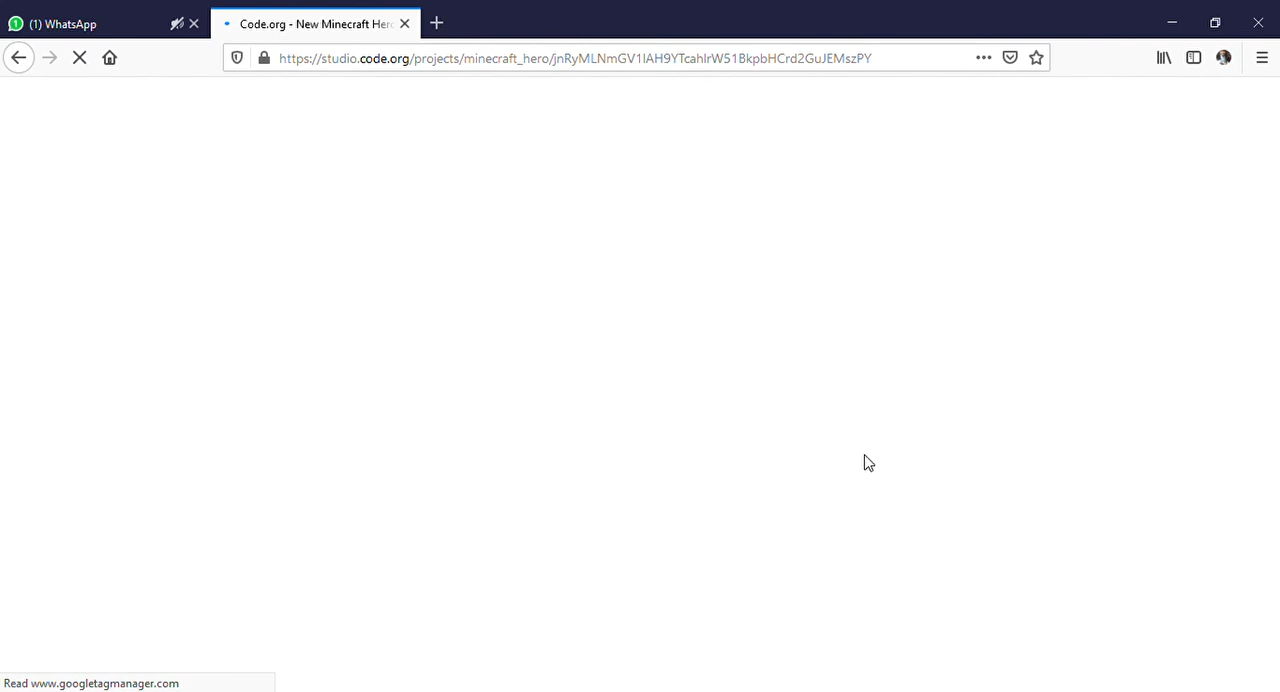 (1) WhatsApp
Code.org - New Minecraft Her
https://studio.code.org/projects/minecraft_hero/jnRyMLNmGV1lAH9YTcahlrW51BkpbHCrd2GuJEMszPY
Read www.googletagmanager.com